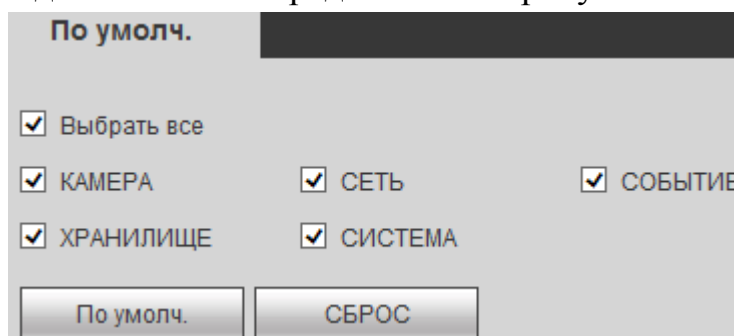 По умолч.
Выбрать все
КАМЕРА СЕТЬ СОБЫТИЕ
ХРАНИЛИЩЕ СИСТЕМА
По умолч. СБРОС